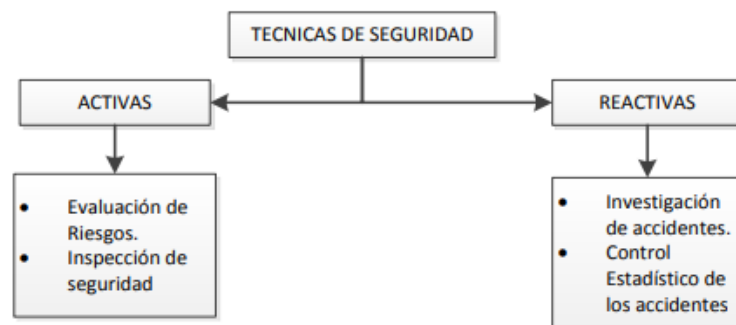 TECNICAS DE SEGURIDAD
ACTIVAS
REACTIVAS
• Evaluación de
Riesgos.
• Inspección de
seguridad
• Investigación
de accidentes.
• Control
Estadístico de
los accidentes